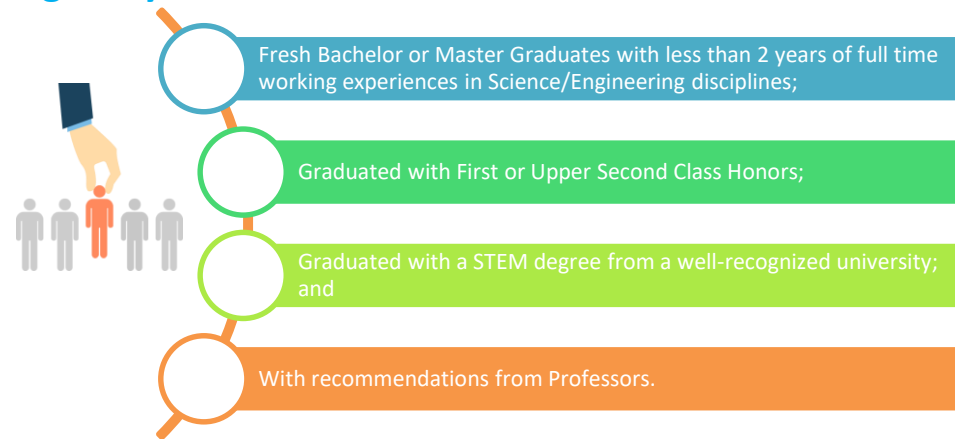 Fresh Bachelor or Master Graduates with less than 2 years of full time
working experiences in Science/Engineering disciplines;
Graduated with First or Upper Second Class Honors;
Graduated with a STEM degree from a well-recognized university;
and
With recommendations from Professors.